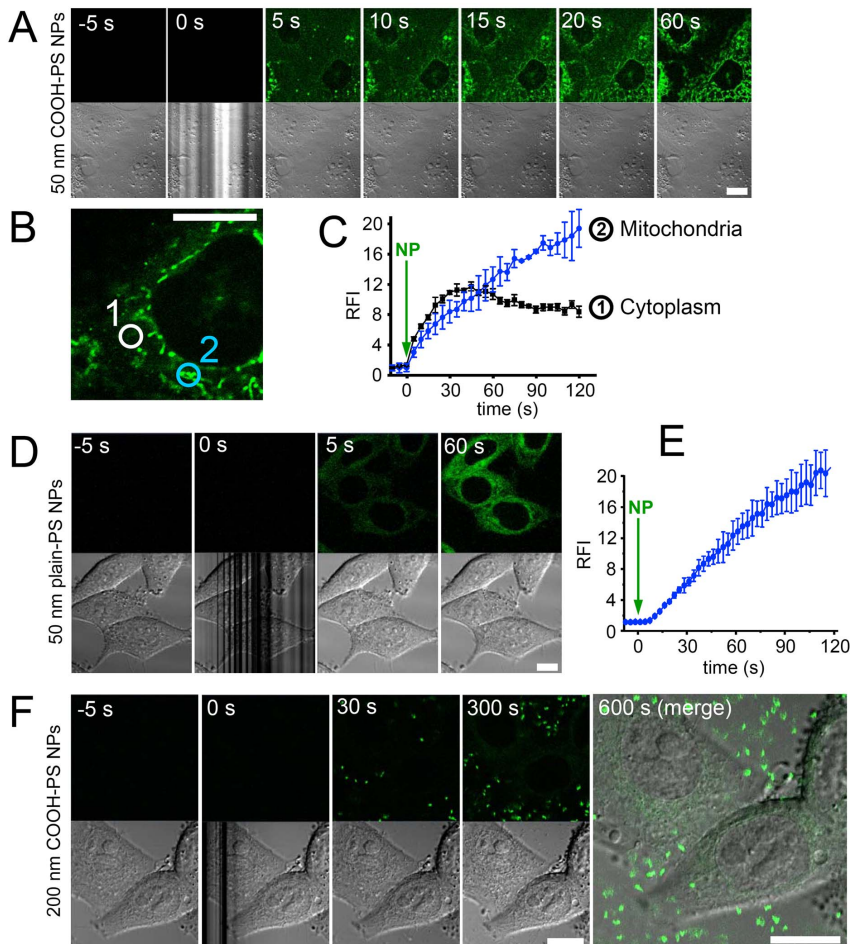 A
50 nm COOH-PS NPs
-5 s
0 s
5 s
10 s
15 s
20 s
60 s
B
1
2
C
20
16
12
8
4
0
RFI
NP
0
30
60
90
120
time (s)
2 Mitochondria
1 Cytoplasm
D
50 nm plain-PS NPs
-5 s
0 s
5 s
60 s
E
20
16
12
8
4
0
RFI
NP
0
30
60
90
120
time (s)
F
200 nm COOH-PS NPs
-5 s
0 s
30 s
300 s
600 s (merge)